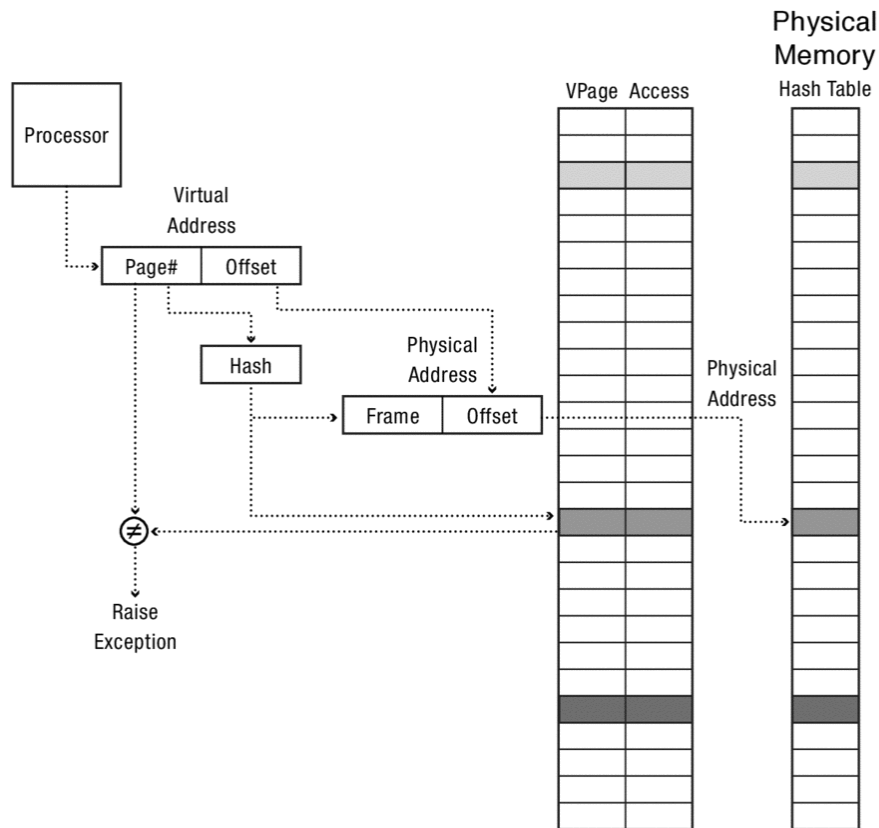 Physical
Memory
VPage Access
Hash Table
Processor
Virtual
Address
Page# Offset
Hash
Physical
Address
Frame Offset
Physical
Address
≠
Raise
Exception